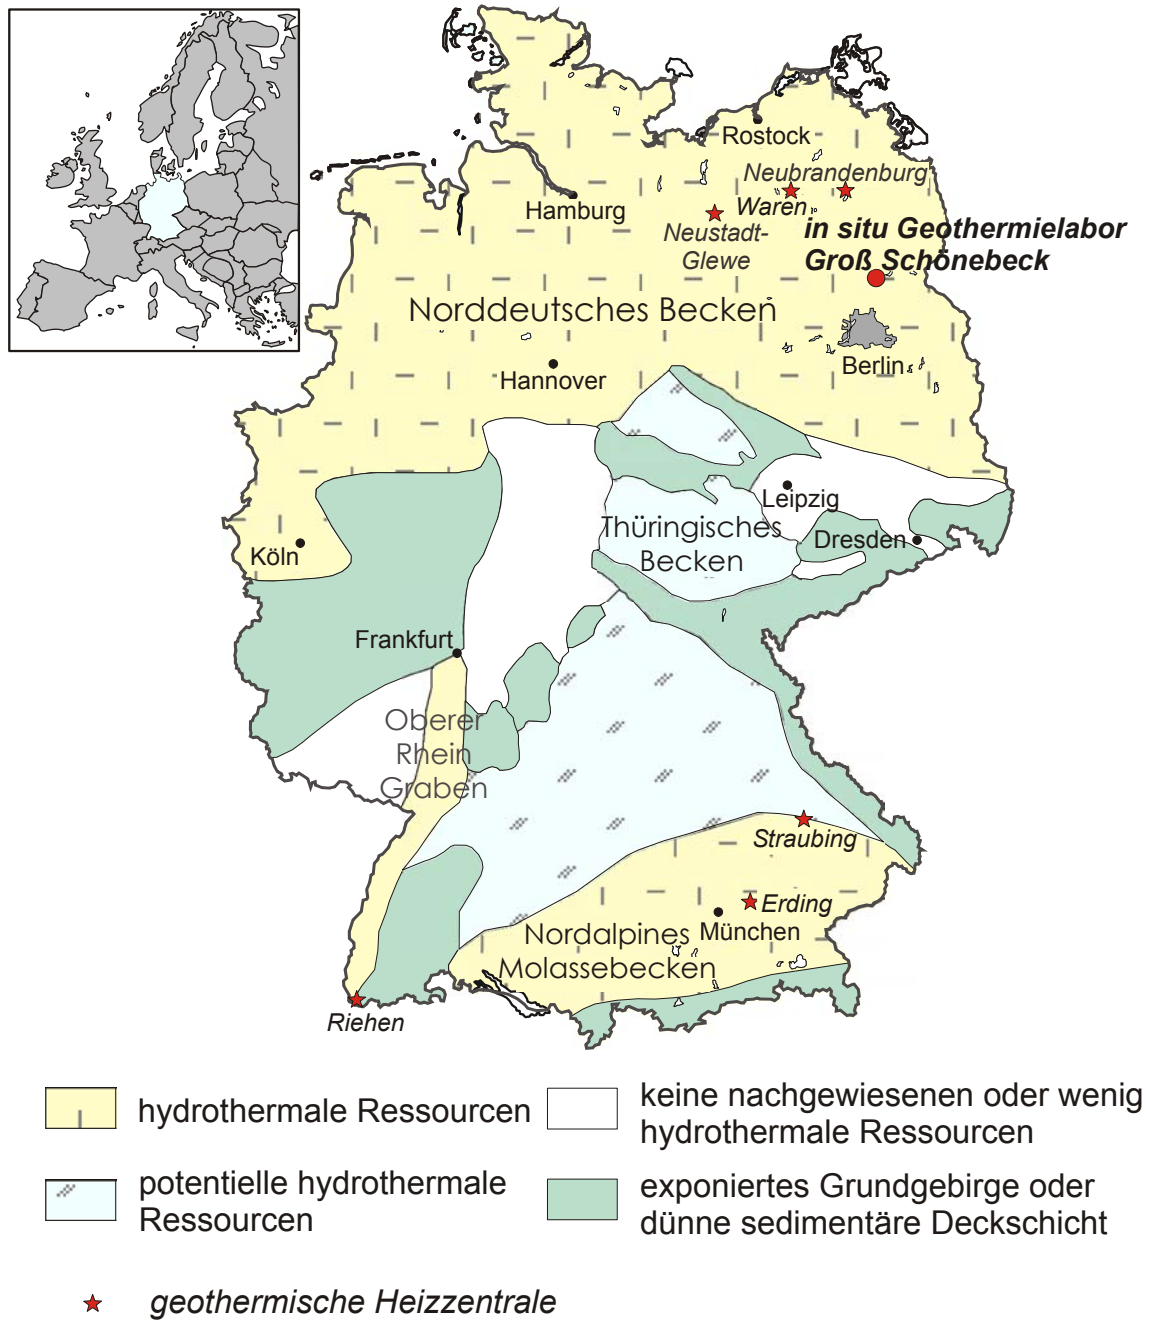 Rostock
Neubrandenburg
Waren
Hamburg
Neustadt-
Glewe
in situ Geothermielabor
Groß Schönebeck
Norddeutsches Becken
Berlin
Hannover
Leipzig
Thüringisches
Becken
Dresden
Köln
Frankfurt
Oberer
Rhein
Graben
Straubing
Erding
Nordalpines
Molassebecken
München
Riehen
hydrothermale Ressourcen
keine nachgewiesenen oder wenig
hydrothermale Ressourcen
potentielle hydrothermale
Ressourcen
exponiertes Grundgebirge oder
dünne sedimentäre Deckschicht
geothermische Heizzentrale